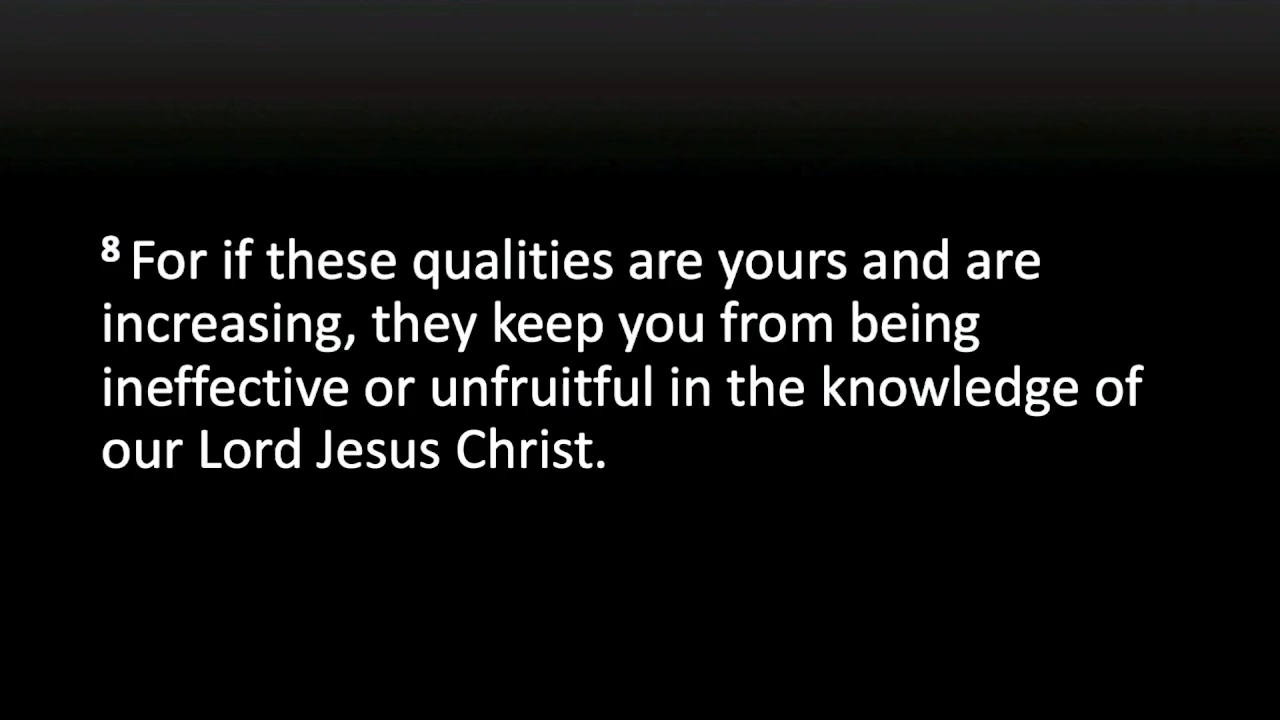 8 For if these qualities are yours and are
increasing, they keep you from being
ineffective or unfruitful in the knowledge of
our Lord Jesus Christ.